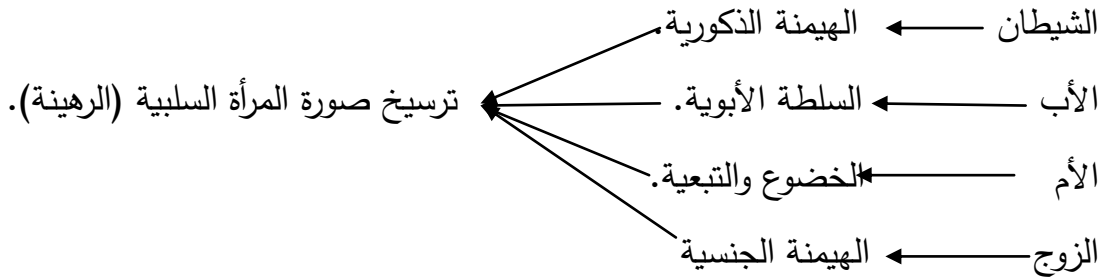 الشيطان الهيمنة الذكورية.
الأب السلطة الأبوية. ترسيخ صورة المرأة السلبية (الرهينة).
الأم الخضوع والتبعية.
الزوج الهيمنة الجنسية